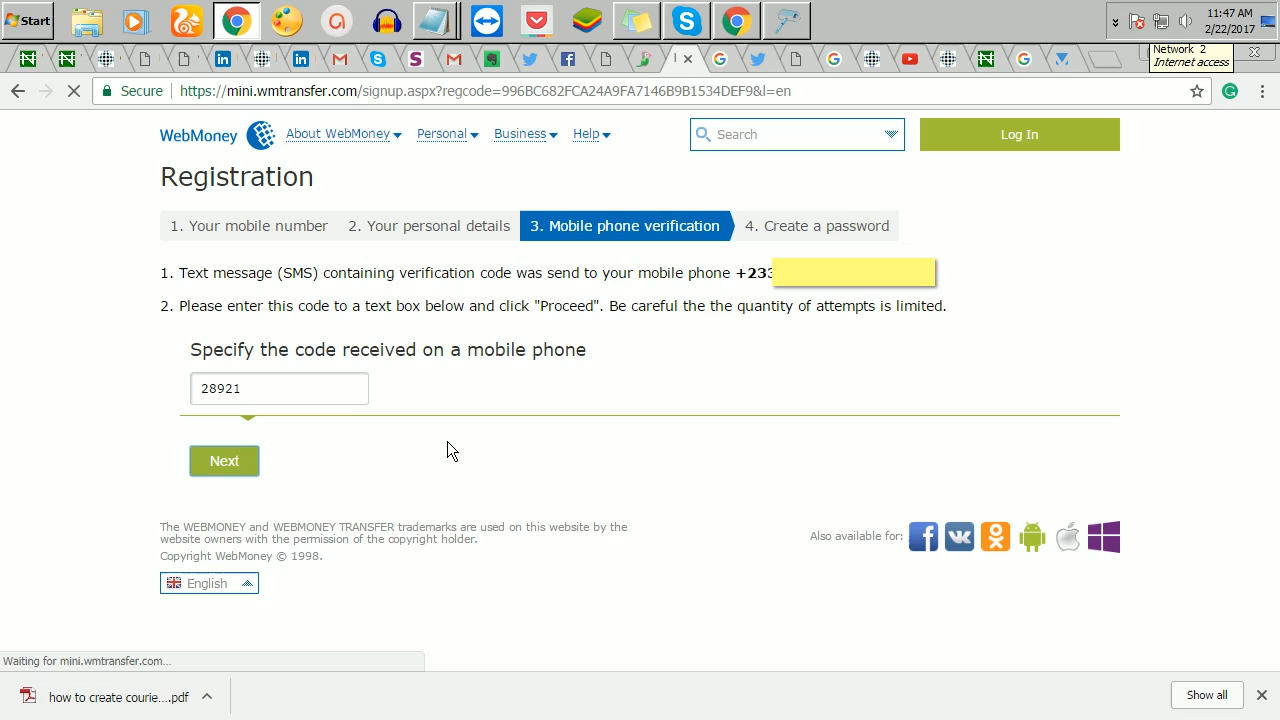 Start
11:47 AM
2/22/2017
Network 2
Internet access
Secure
https://mini.wmtransfer.com/signup.aspx?regcode=996BC682FCA24A9FA7146B9B1534DEF9&l=en
WebMoney
About WebMoney
Personal
Business
Help
Search
Log In
Registration
1. Your mobile number
2. Your personal details
3. Mobile phone verification
4. Create a password
1. Text message (SMS) containing verification code was send to your mobile phone +233
2. Please enter this code to a text box below and click "Proceed". Be careful the the quantity of attempts is limited.
Specify the code received on a mobile phone
28921
Next
The WEBMONEY and WEBMONEY TRANSFER trademarks are used on this website by the
website owners with the permission of the copyright holder.
Copyright WebMoney © 1998.
Also available for:
English
Waiting for mini.wmtransfer.com...
how to create courie....pdf
Show all